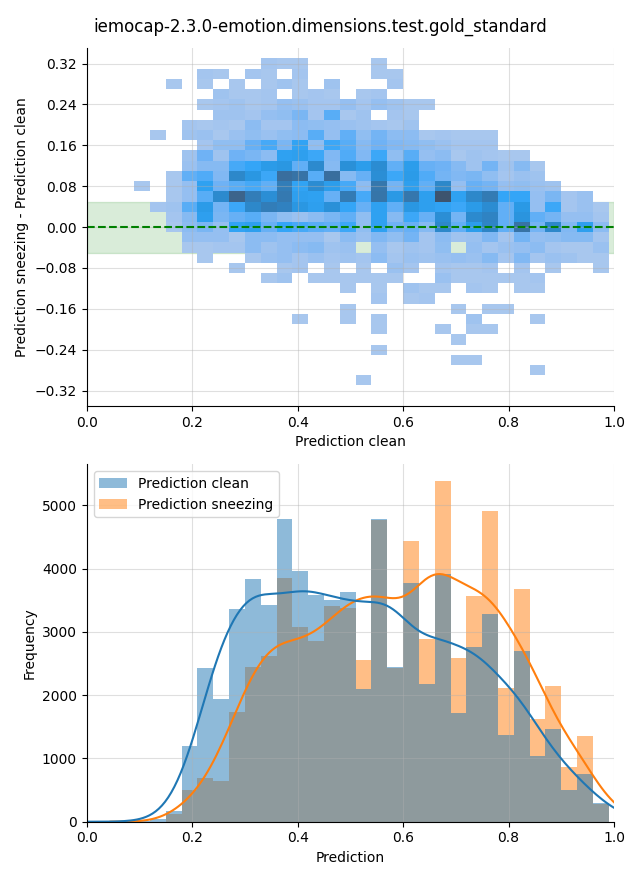 iemocap-2.3.0-emotion.dimensions.test.gold_standard
Prediction sneezing - Prediction clean
0.32
0.24
0.16
0.08
0.00
−0.08
−0.16
−0.24
−0.32
0.0 0.2 0.4 0.6 0.8 1.0
Prediction clean
Prediction clean
Prediction sneezing
Frequency
5000
4000
3000
2000
1000
0
0.0 0.2 0.4 0.6 0.8 1.0
Prediction